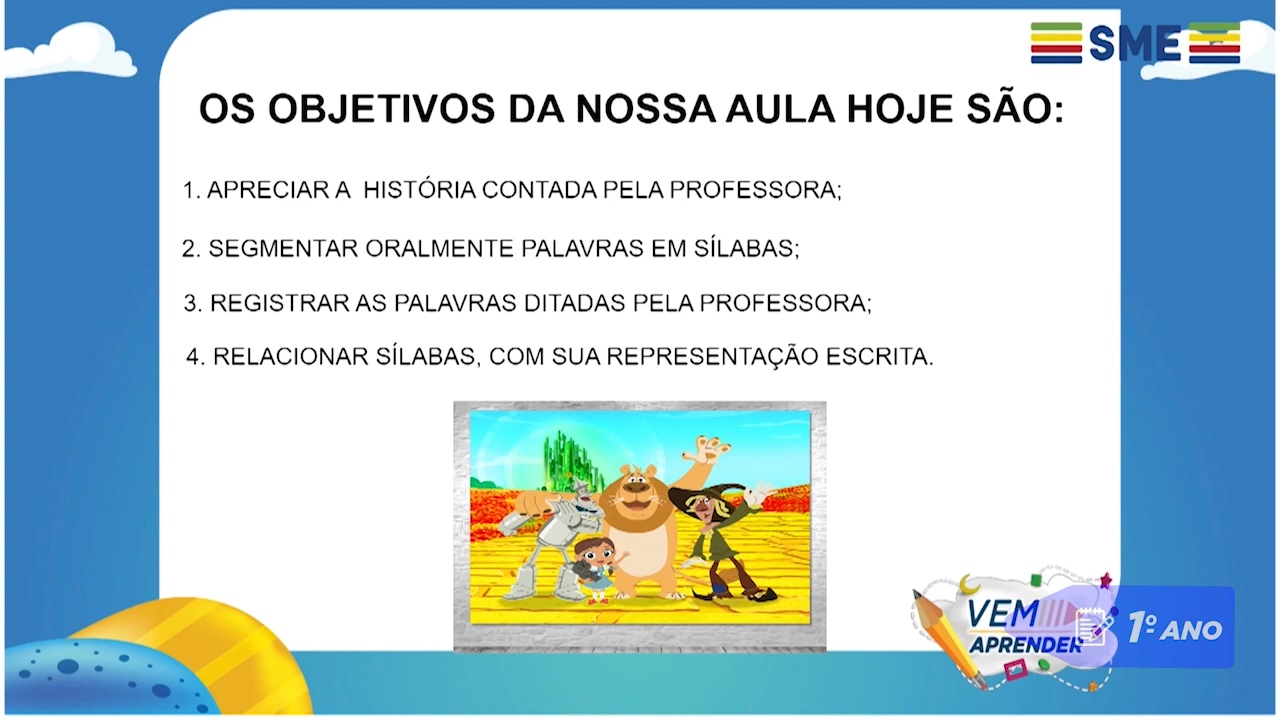 SME
OS OBJETIVOS DA NOSSA AULA HOJE SÃO:
1. APRECIAR A HISTÓRIA CONTADA PELA PROFESSORA;
2. SEGMENTAR ORALMENTE PALAVRAS EM SÍLABAS;
3. REGISTRAR AS PALAVRAS DITADAS PELA PROFESSORA;
4. RELACIONAR SÍLABAS, COM SUA REPRESENTAÇÃO ESCRITA.
VEM
APRENDER
1º ANO